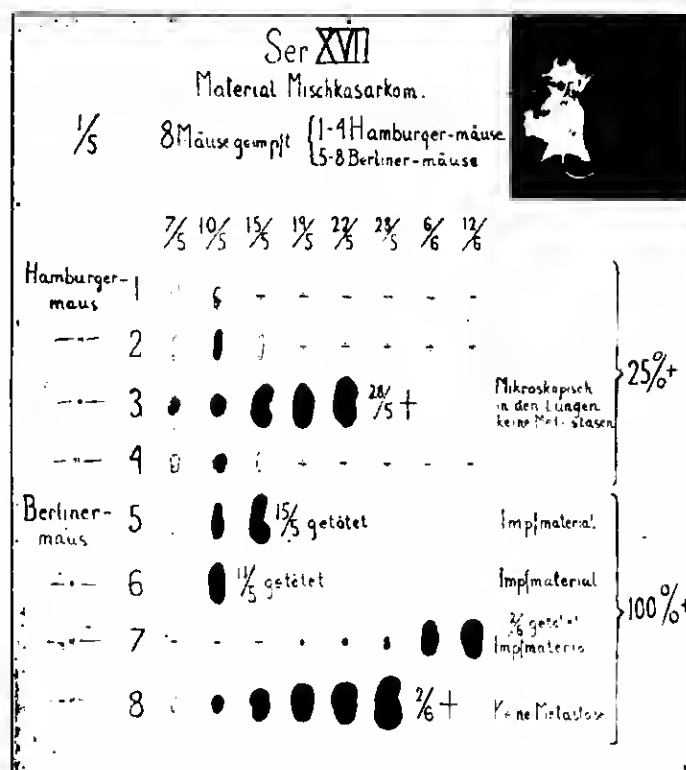 Ser XVII
Material Mischkasarkom.
1/5 8 Mäuse geimpft {1-4 Hamburger-mäuse
5-8 Berliner-mäuse
7/5 10/5 15/5 19/5 22/5 28/5 6/6 12/6
Hamburger-maus 1 - - - - - -
—"— 2 - - - - -
—"— 3 28/5 + Mikroskopisch
in den Lungen
keine Metastasen
25%+
—"— 4 - - - - -
Berliner-maus 5 15/5 getötet Impfmaterial.
—"— 6 11/5 getötet Impfmaterial
100%+
—"— 7 - - - 2/6 getötet
Impfmaterial
—"— 8 2/6 + Keine Metastase